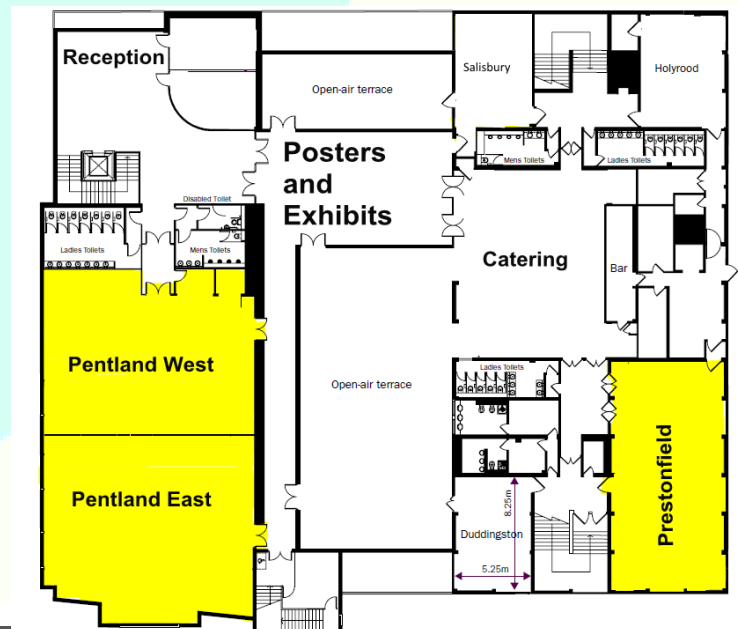 Reception
Open-air terrace
Salisbury
Holyrood
Posters
and
Exhibits
Mens Toilets
Ladies Toilets
Disabled Toilet
Ladies Toilets
Mens Toilets
Catering
Bar
Pentland West
Open-air terrace
Ladies Toilets
Pentland East
Prestonfield
8.25m
Duddingston
5.25m